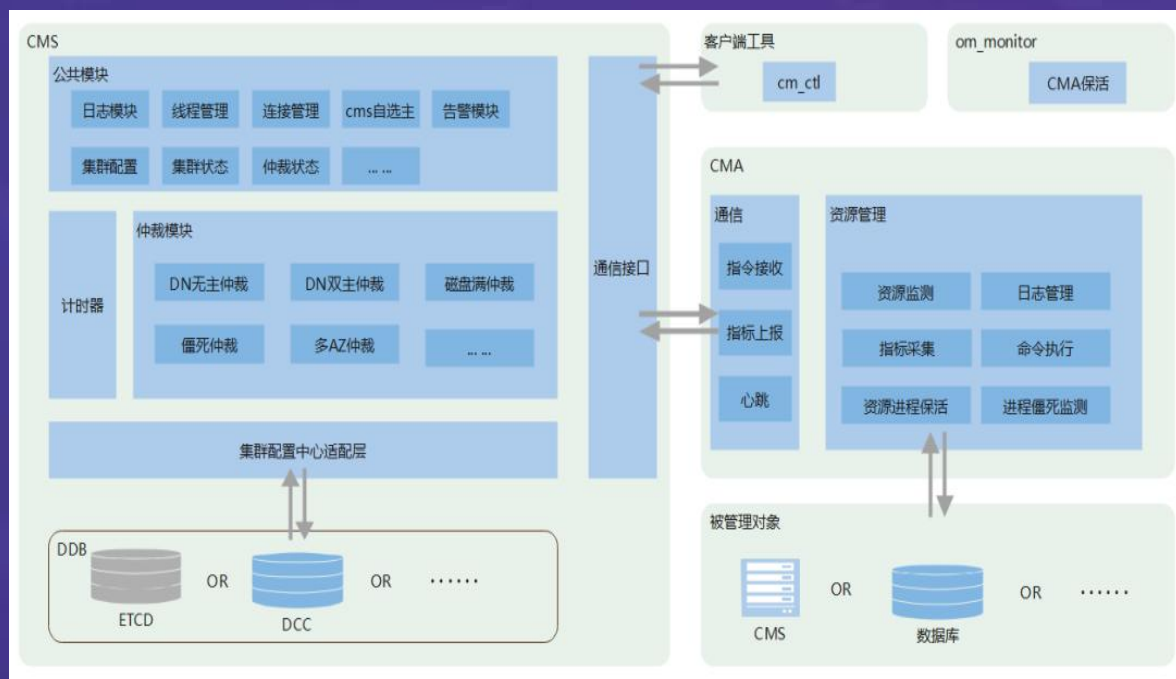 CMS
公共模块
日志模块
线程管理
连接管理
cms自选主
告警模块
集群配置
集群状态
仲裁状态
... ...
计时器
仲裁模块
DN无主仲裁
DN双主仲裁
磁盘满仲裁
僵死仲裁
多AZ仲裁
... ...
集群配置中心适配层
DDB
ETCD
OR
DCC
OR
······
通信接口
客户端工具
cm_ctl
om_monitor
CMA保活
CMA
通信
指令接收
指标上报
心跳
资源管理
资源监测
日志管理
指标采集
命令执行
资源进程保活
进程僵死监测
被管理对象
CMS
OR
数据库
OR
······